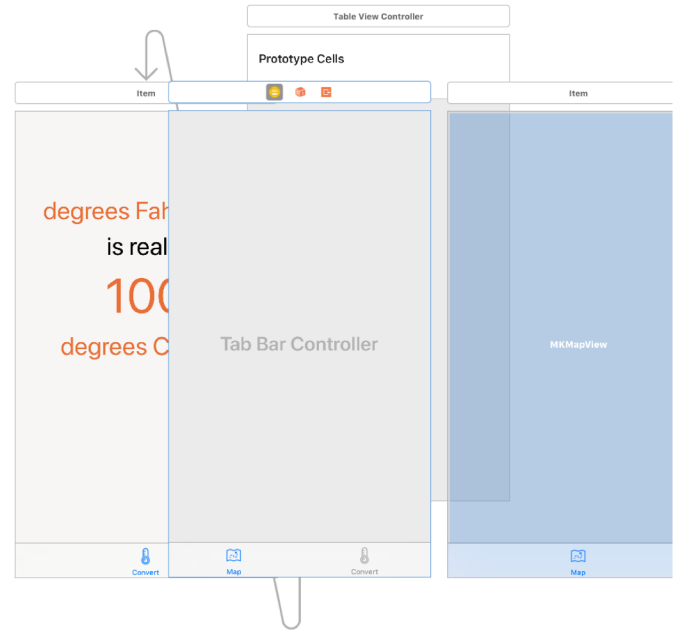 Table View Controller
Prototype Cells
Item
Item
degrees Fah
is real
100
degrees C
Tab Bar Controller
MKMapView
Convert
Map
Convert
Map